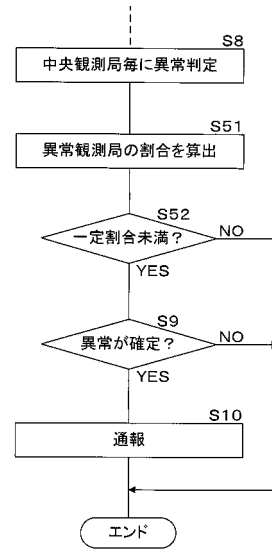 S8
中央観測局毎に異常判定
S51
異常観測局の割合を算出
S52
一定割合未満?
NO
YES
S9
異常が確定?
NO
YES
S10
通報
エンド